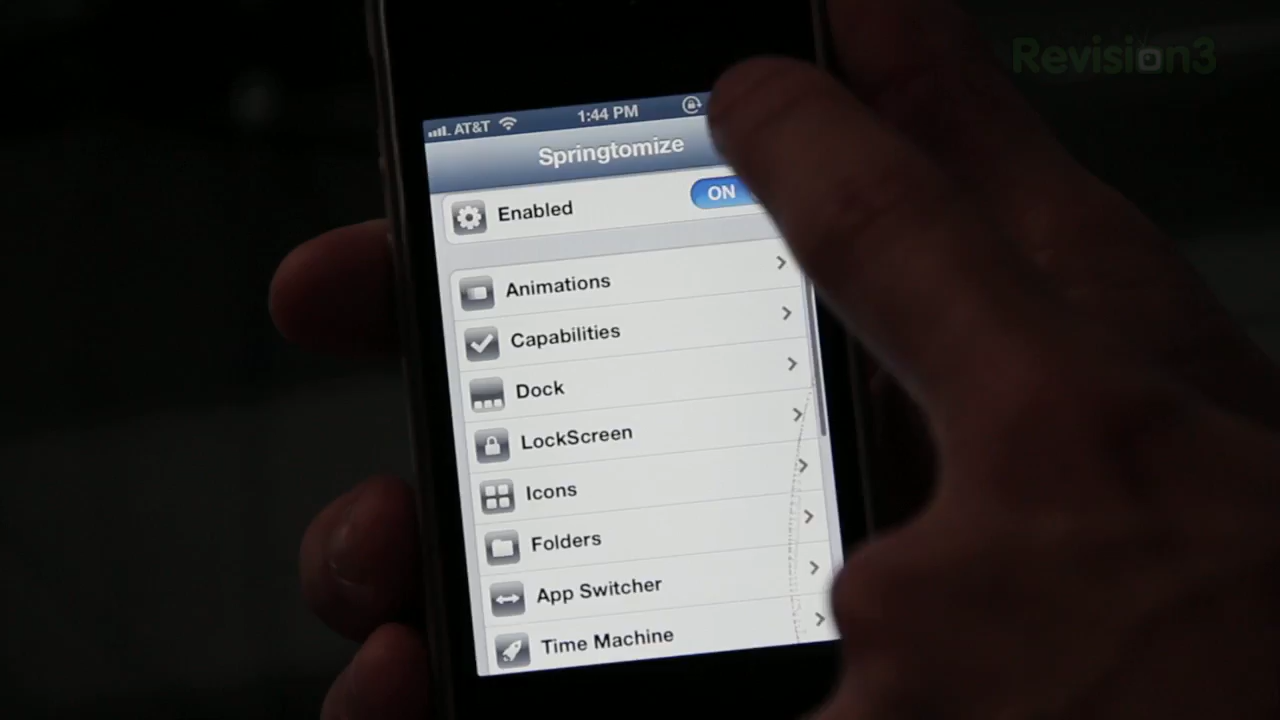 Revision3
AT&T 1:44 PM
Springtomize
Enabled ON
Animations
Capabilities
Dock
LockScreen
Icons
Folders
App Switcher
Time Machine